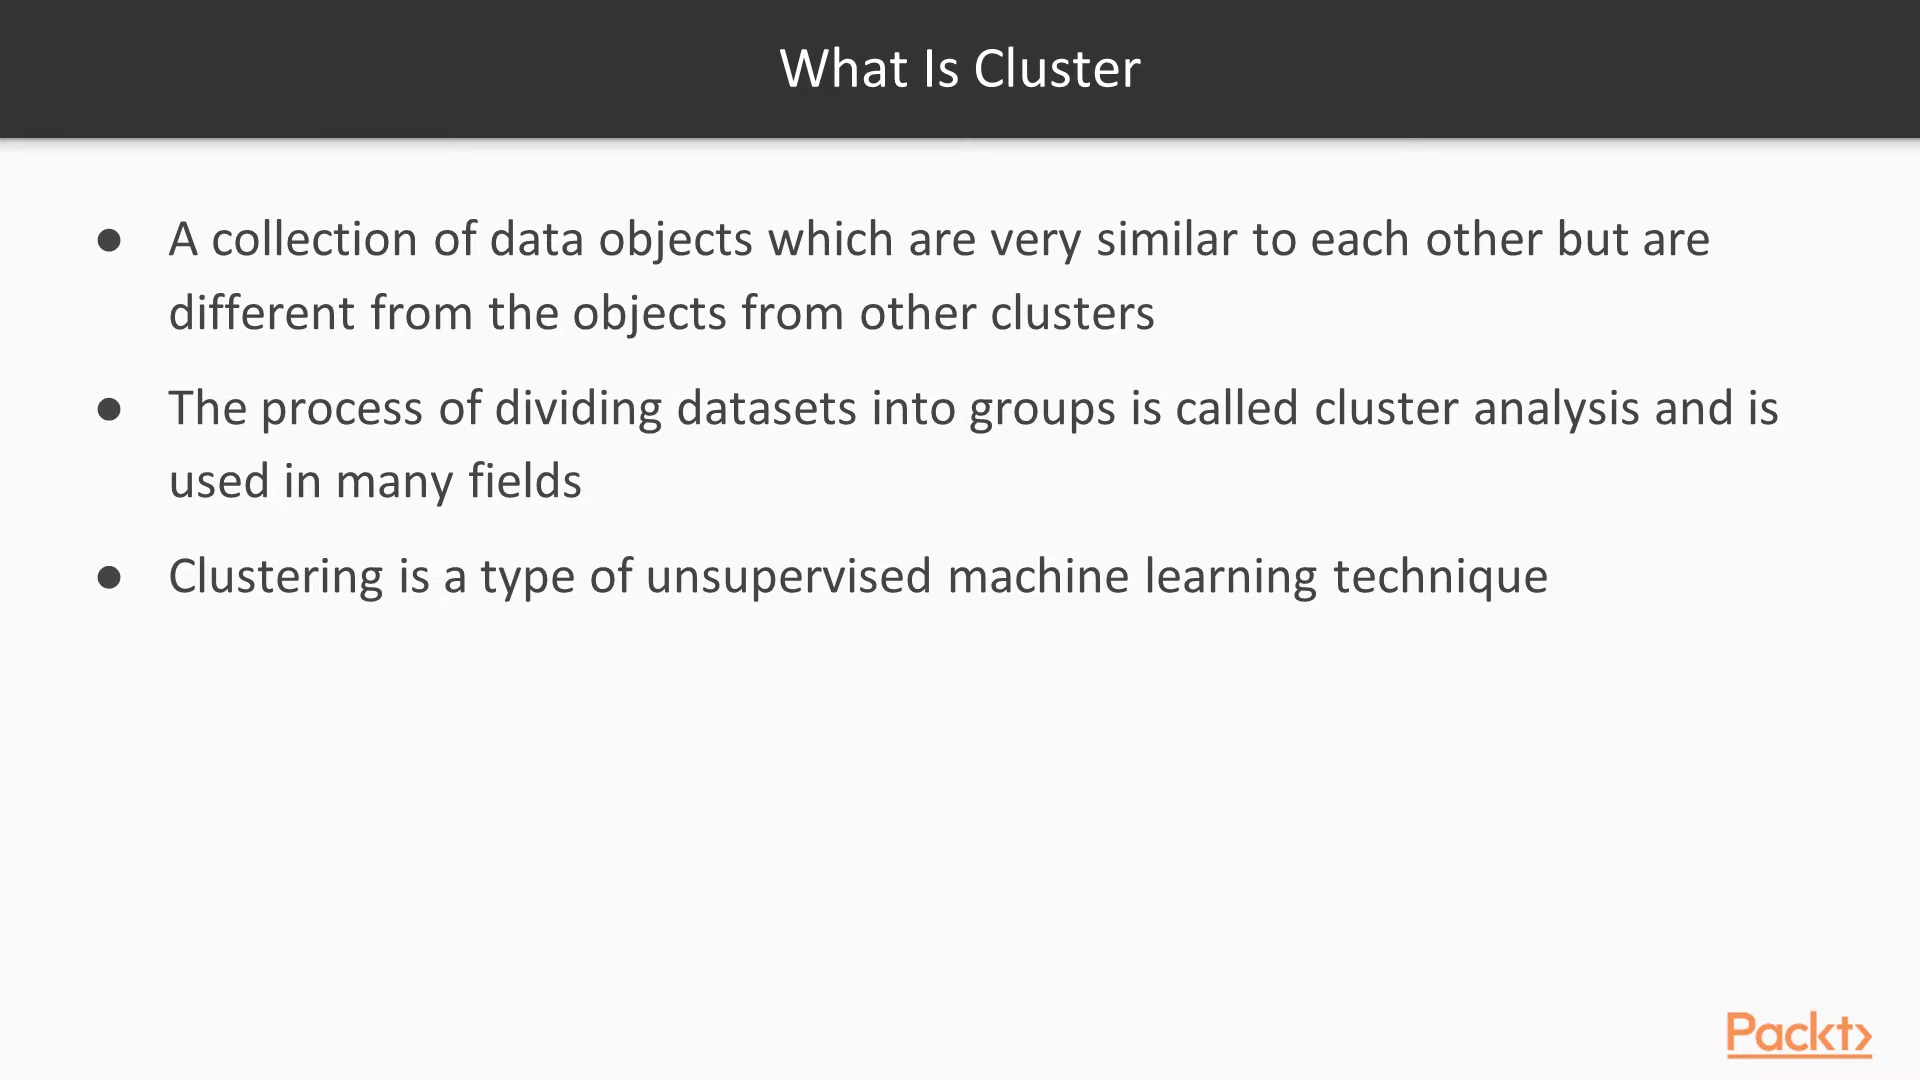 What Is Cluster
● A collection of data objects which are very similar to each other but are
different from the objects from other clusters
● The process of dividing datasets into groups is called cluster analysis and is
used in many fields
● Clustering is a type of unsupervised machine learning technique
Packt>